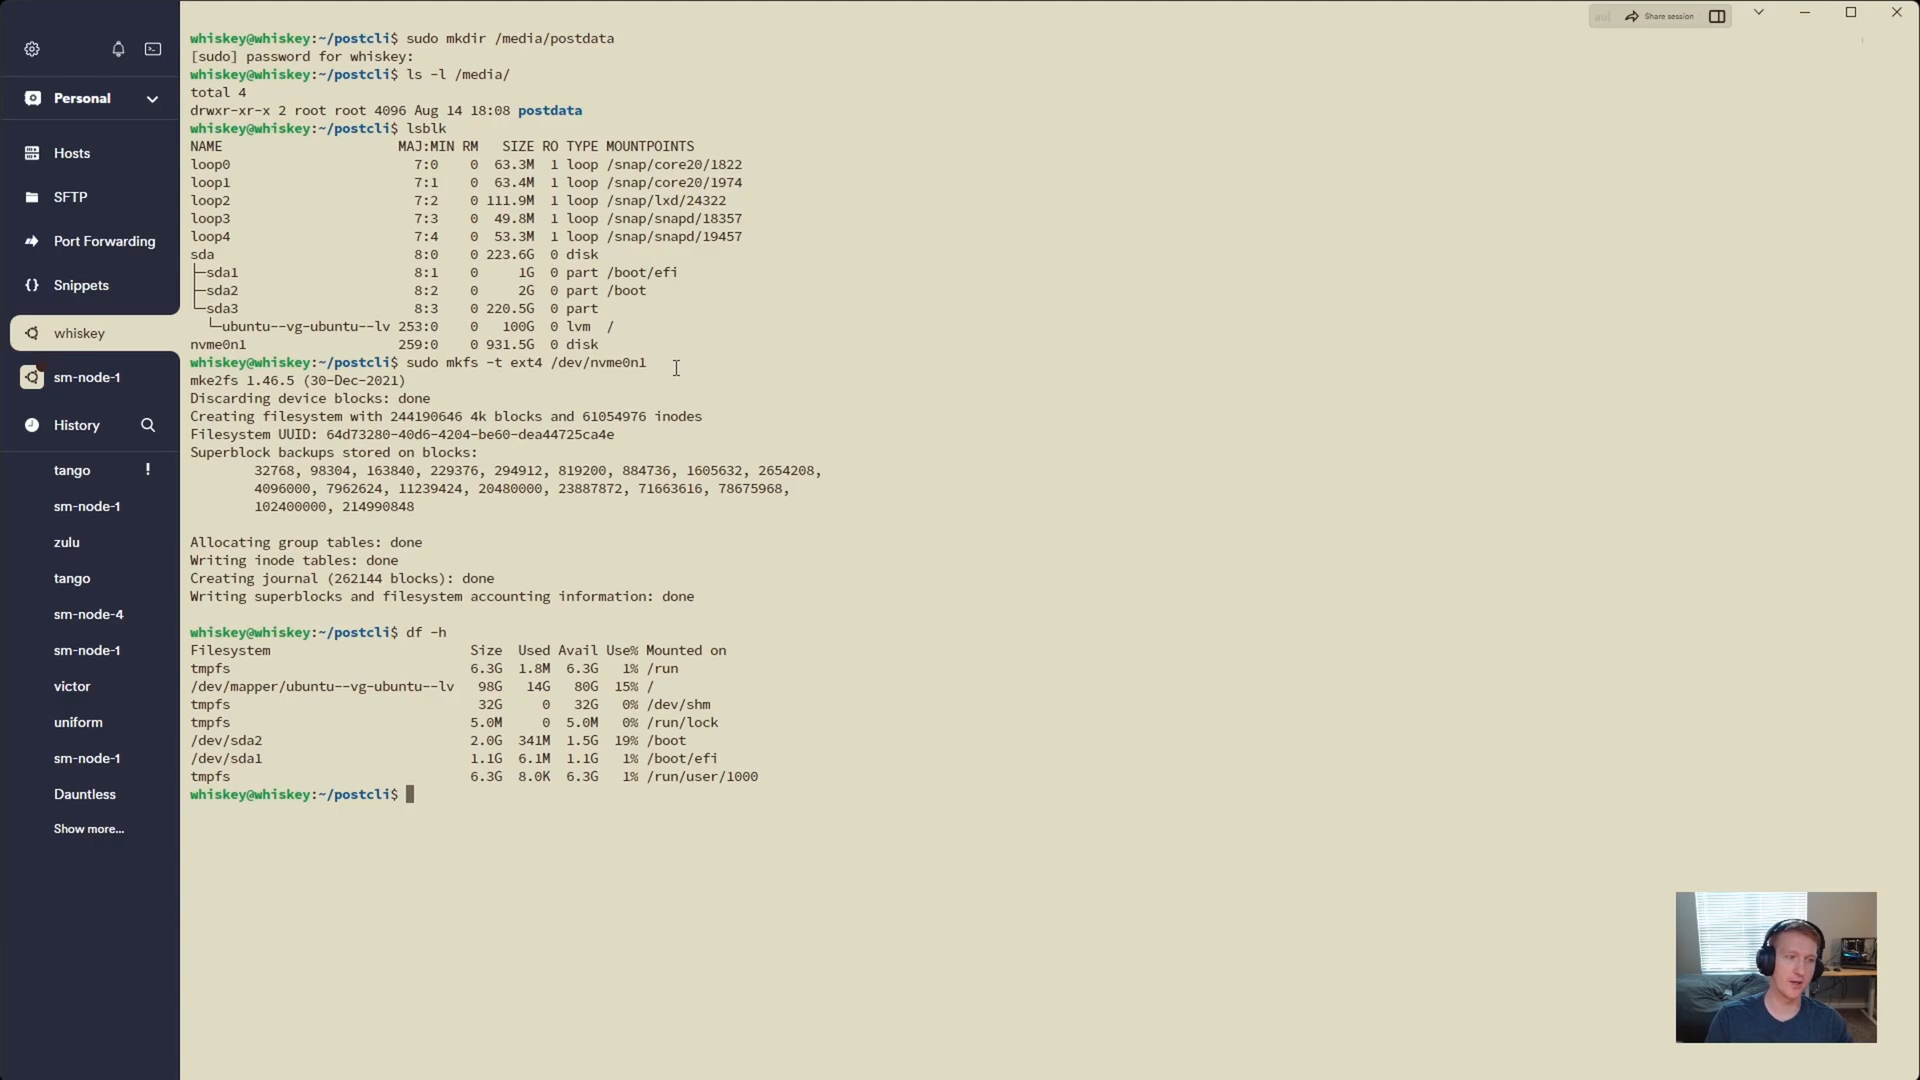 Share session
Personal
Hosts
SFTP
Port Forwarding
Snippets
whiskey
sm-node-1
History
tango !
sm-node-1
zulu
tango
sm-node-4
sm-node-1
victor
uniform
sm-node-1
Dauntless
Show more...
whiskey@whiskey:~/postcli$ sudo mkdir /media/postdata
[sudo] password for whiskey:
whiskey@whiskey:~/postcli$ ls -l /media/
total 4
drwxr-xr-x 2 root root 4096 Aug 14 18:08 postdata
whiskey@whiskey:~/postcli$ lsblk
NAME                      MAJ:MIN RM   SIZE RO TYPE MOUNTPOINTS
loop0                       7:0    0  63.3M  1 loop /snap/core20/1822
loop1                       7:1    0  63.4M  1 loop /snap/core20/1974
loop2                       7:2    0 111.9M  1 loop /snap/lxd/24322
loop3                       7:3    0  49.8M  1 loop /snap/snapd/18357
loop4                       7:4    0  53.3M  1 loop /snap/snapd/19457
sda                         8:0    0 223.6G  0 disk
├─sda1                      8:1    0     1G  0 part /boot/efi
├─sda2                      8:2    0     2G  0 part /boot
└─sda3                      8:3    0 220.5G  0 part
  └─ubuntu--vg-ubuntu--lv 253:0    0   100G  0 lvm  /
nvme0n1                   259:0    0 931.5G  0 disk
whiskey@whiskey:~/postcli$ sudo mkfs -t ext4 /dev/nvme0n1
mke2fs 1.46.5 (30-Dec-2021)
Discarding device blocks: done
Creating filesystem with 244190646 4k blocks and 61054976 inodes
Filesystem UUID: 64d73280-40d6-4204-be60-dea44725ca4e
Superblock backups stored on blocks:
        32768, 98304, 163840, 229376, 294912, 819200, 884736, 1605632, 2654208,
        4096000, 7962624, 11239424, 20480000, 23887872, 71663616, 78675968,
        102400000, 214990848
Allocating group tables: done
Writing inode tables: done
Creating journal (262144 blocks): done
Writing superblocks and filesystem accounting information: done
whiskey@whiskey:~/postcli$ df -h
Filesystem                         Size  Used Avail Use% Mounted on
tmpfs                              6.3G  1.8M  6.3G   1% /run
/dev/mapper/ubuntu--vg-ubuntu--lv   98G   14G   80G  15% /
tmpfs                               32G     0   32G   0% /dev/shm
tmpfs                              5.0M     0  5.0M   0% /run/lock
/dev/sda2                          2.0G  341M  1.5G  19% /boot
/dev/sda1                          1.1G  6.1M  1.1G   1% /boot/efi
tmpfs                              6.3G  8.0K  6.3G   1% /run/user/1000
whiskey@whiskey:~/postcli$